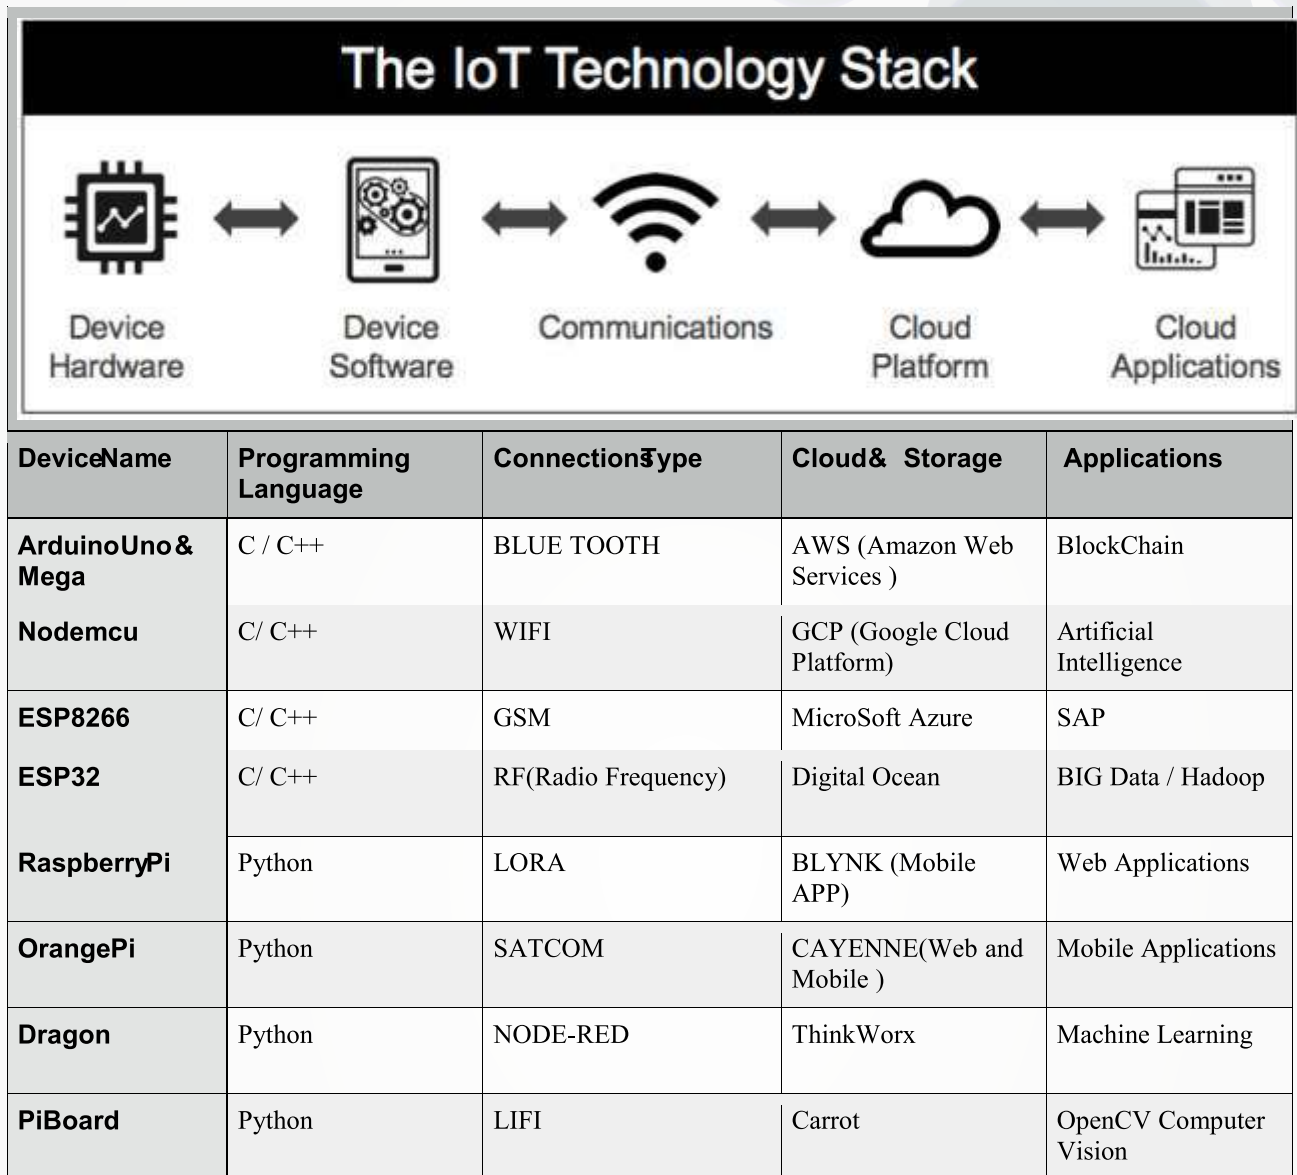 The IoT Technology Stack
Device
Hardware
Device
Software
Communications
Cloud
Platform
Cloud
Applications
DeviceName
Programming
Language
ConnectionsType
Cloud& Storage
Applications
ArduinoUno &
Mega
C / C++
BLUE TOOTH
AWS (Amazon Web
Services )
BlockChain
Nodemcu
C/ C++
WIFI
GCP (Google Cloud
Platform)
Artificial
Intelligence
ESP8266
C/ C++
GSM
MicroSoft Azure
SAP
ESP32
C/ C++
RF(Radio Frequency)
Digital Ocean
BIG Data / Hadoop
RaspberryPi
Python
LORA
BLYNK (Mobile
APP)
Web Applications
OrangePi
Python
SATCOM
CAYENNE(Web and
Mobile )
Mobile Applications
Dragon
Python
NODE-RED
ThinkWorx
Machine Learning
PiBoard
Python
LIFI
Carrot
OpenCV Computer
Vision